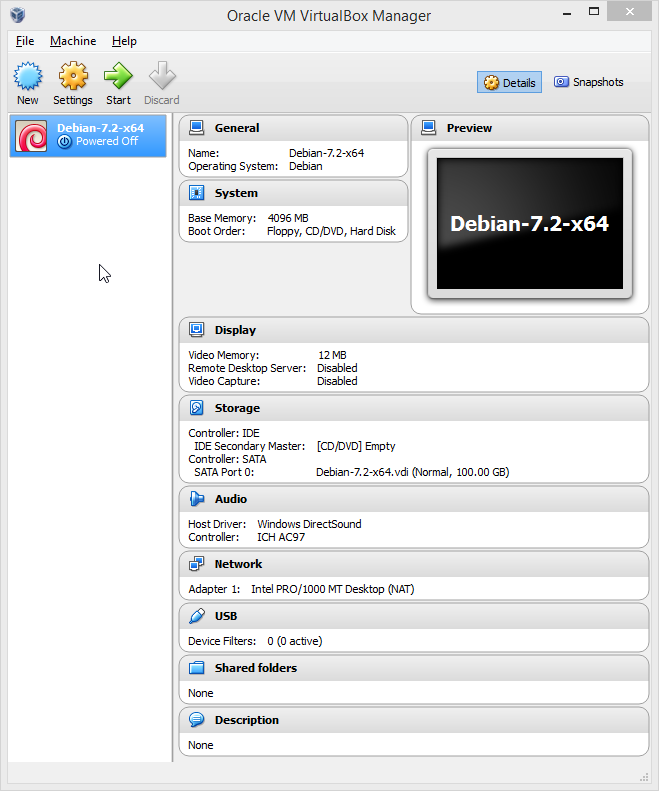 Oracle VM VirtualBox Manager
File Machine Help
New Settings Start Discard
Details Snapshots
Debian-7.2-x64
Powered Off
General
Name: Debian-7.2-x64
Operating System: Debian
System
Base Memory: 4096 MB
Boot Order: Floppy, CD/DVD, Hard Disk
Preview
Debian-7.2-x64
Display
Video Memory: 12 MB
Remote Desktop Server: Disabled
Video Capture: Disabled
Storage
Controller: IDE
IDE Secondary Master: [CD/DVD] Empty
Controller: SATA
SATA Port 0: Debian-7.2-x64.vdi (Normal, 100.00 GB)
Audio
Host Driver: Windows DirectSound
Controller: ICH AC97
Network
Adapter 1: Intel PRO/1000 MT Desktop (NAT)
USB
Device Filters: 0 (0 active)
Shared folders
None
Description
None